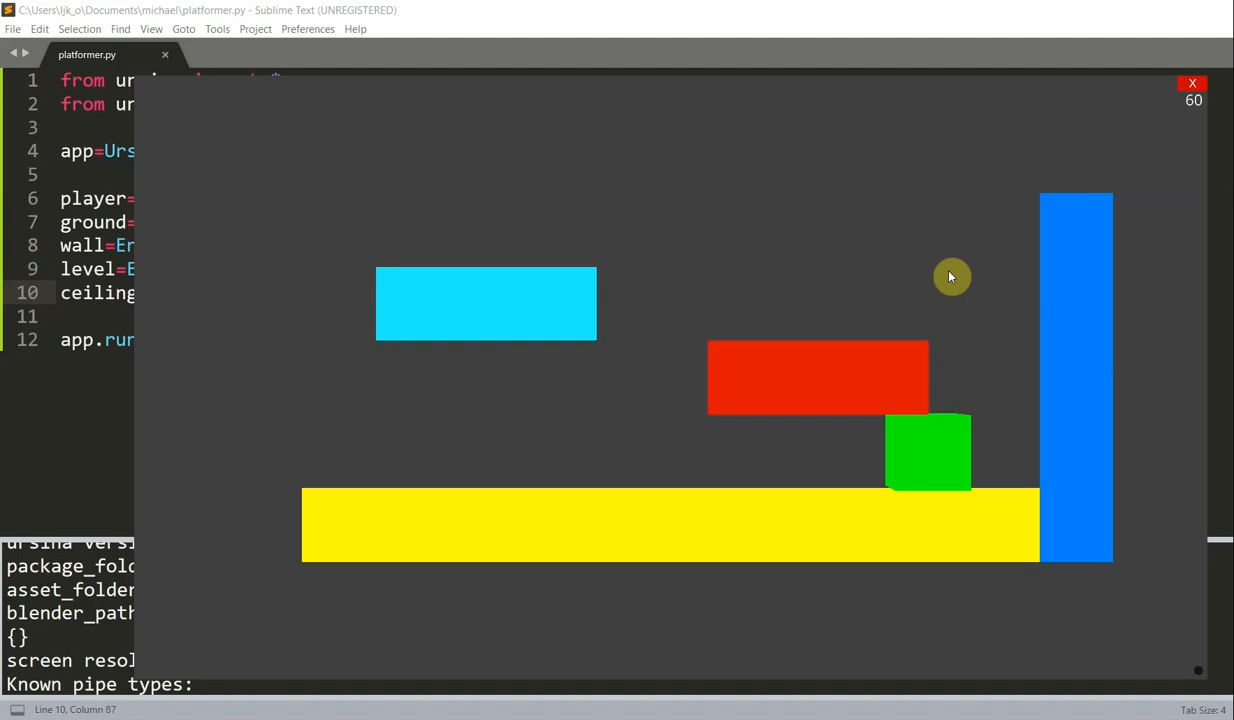 C:\Users\ljk_o\Documents\michael\platformer.py - Sublime Text (UNREGISTERED)
File Edit Selection Find View Goto Tools Project Preferences Help
platformer.py
X
60
1 from ur
2 from ur
3
4 app=Urs
5
6 player=
7 ground=
8 wall=En
9 level=E
10 ceiling
11
12 app.run
ursina versi
package_fold
asset_folder
blender_path
{}
screen resol
Known pipe types:
Line 10, Column 87
Tab Size: 4